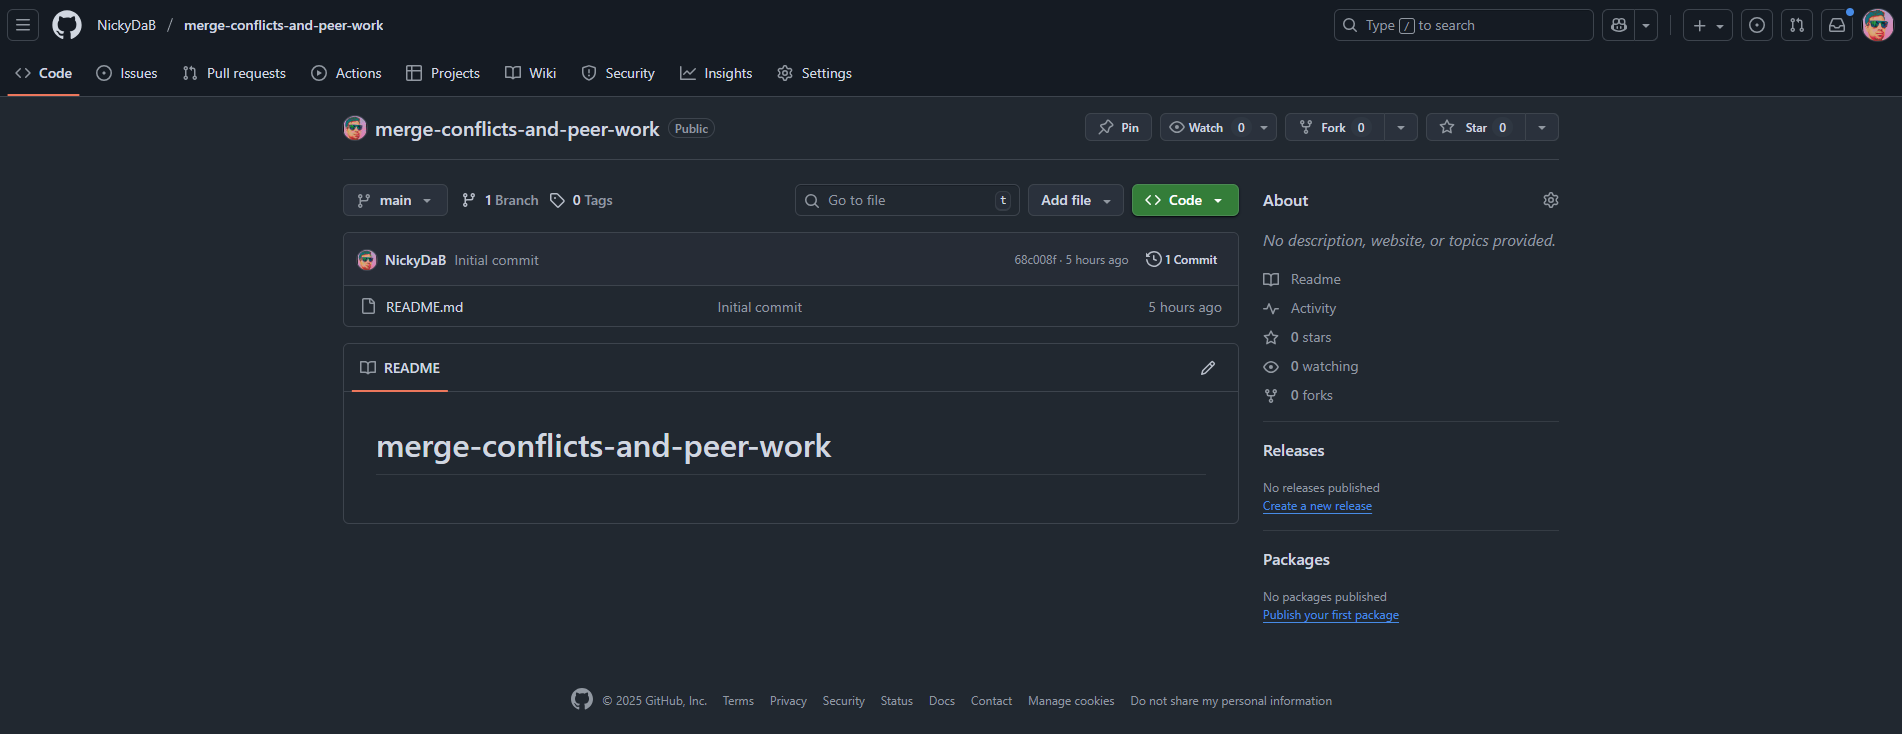 NickyDaB / merge-conflicts-and-peer-work
Type / to search
Code Issues Pull requests Actions Projects Wiki Security Insights Settings
merge-conflicts-and-peer-work Public
Pin Watch 0 Fork 0 Star 0
main 1 Branch 0 Tags
Go to file t Add file Code
NickyDaB Initial commit 68c008f · 5 hours ago 1 Commit
README.md Initial commit 5 hours ago
README
merge-conflicts-and-peer-work
About
No description, website, or topics provided.
Readme
Activity
0 stars
0 watching
0 forks
Releases
No releases published
Create a new release
Packages
No packages published
Publish your first package
© 2025 GitHub, Inc. Terms Privacy Security Status Docs Contact Manage cookies Do not share my personal information